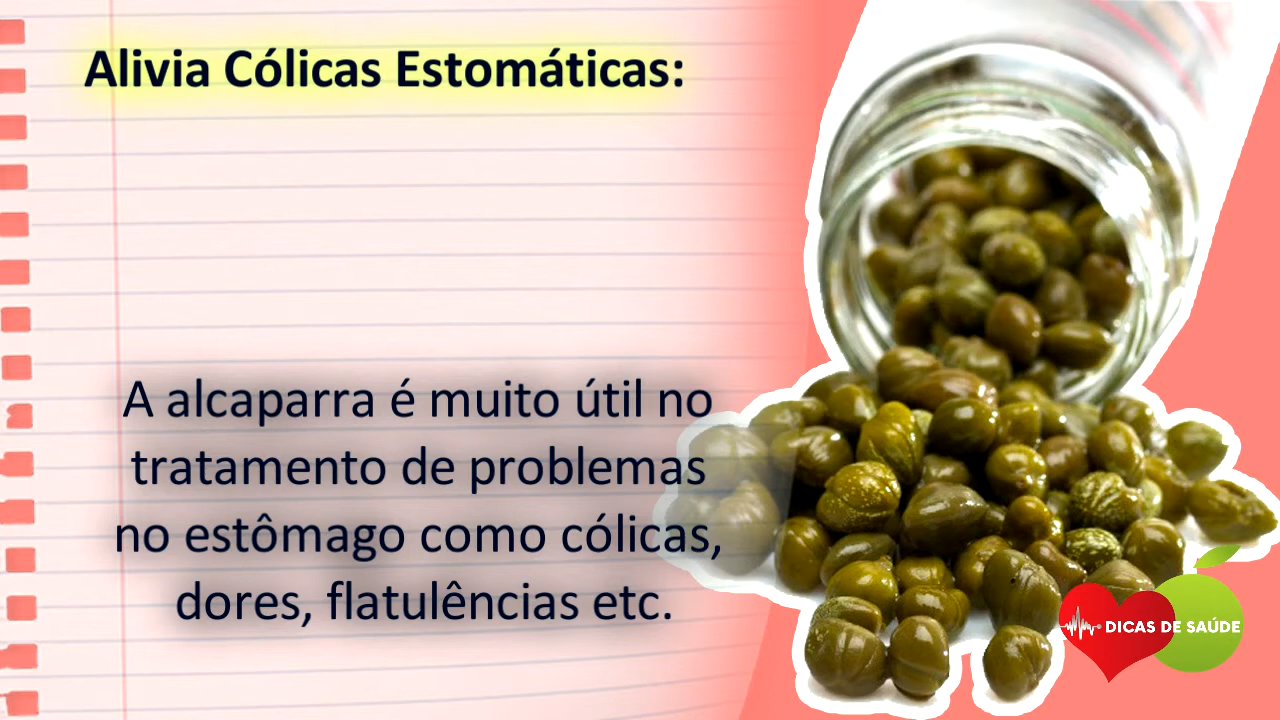 Alivia Cólicas Estomáticas:
A alcaparra é muito útil no
tratamento de problemas
no estômago como cólicas,
dores, flatulências etc.
DICAS DE SAÚDE